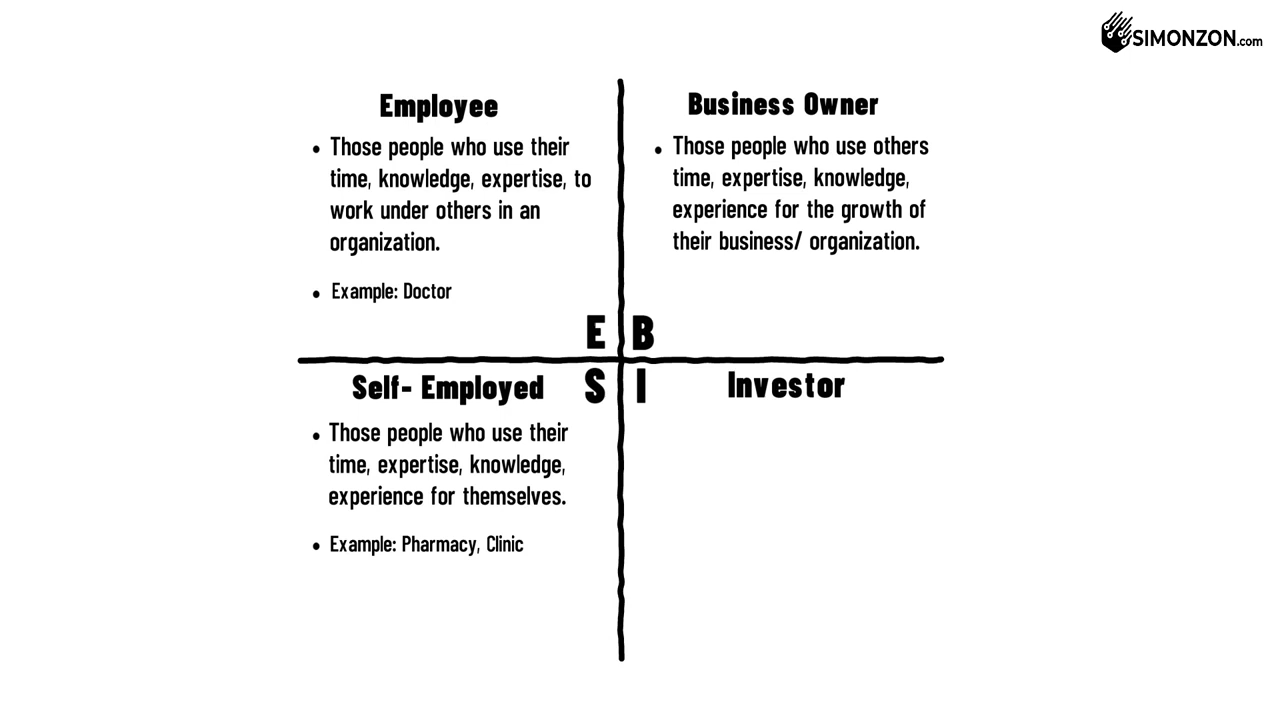 SIMONZON.com
Employee
• Those people who use their
time, knowledge, expertise, to
work under others in an
organization.
• Example: Doctor
Business Owner
• Those people who use others
time, expertise, knowledge,
experience for the growth of
their business/ organization.
E B
S I
Self- Employed
• Those people who use their
time, expertise, knowledge,
experience for themselves.
• Example: Pharmacy, Clinic
Investor